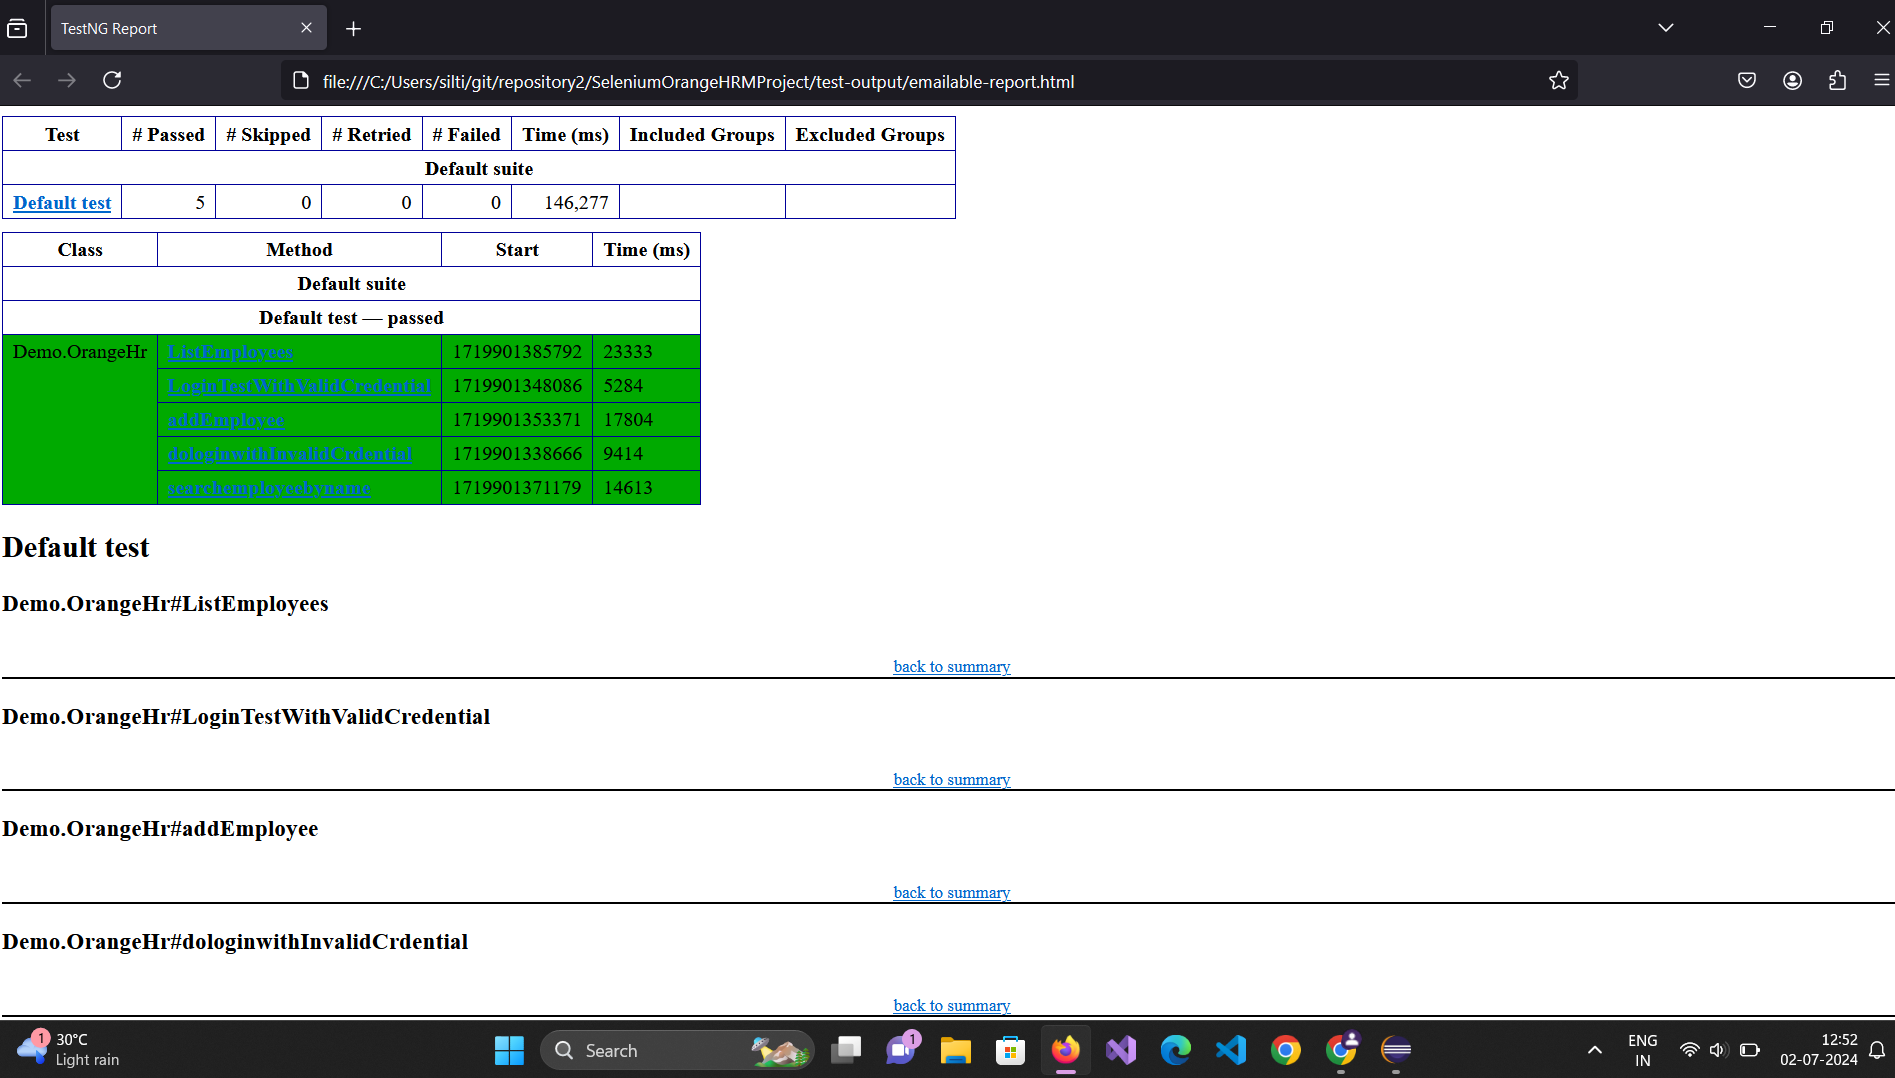 TestNG Report
file:///C:/Users/silti/git/repository2/SeleniumOrangeHRMProject/test-output/emailable-report.html
Test # Passed # Skipped # Retried # Failed Time (ms) Included Groups Excluded Groups
Default suite
Default test 5 0 0 0 146,277
Class Method Start Time (ms)
Default suite
Default test — passed
Demo.OrangeHr ListEmployees 1719901385792 23333
LoginTestWithValidCredential 1719901348086 5284
addEmployee 1719901353371 17804
dologinwithInvalidCrdential 1719901338666 9414
searchemployeebyname 1719901371179 14613
Default test
Demo.OrangeHr#ListEmployees
back to summary
Demo.OrangeHr#LoginTestWithValidCredential
back to summary
Demo.OrangeHr#addEmployee
back to summary
Demo.OrangeHr#dologinwithInvalidCrdential
back to summary
1 30°C
Light rain
Search
1
ENG
IN
12:52
02-07-2024